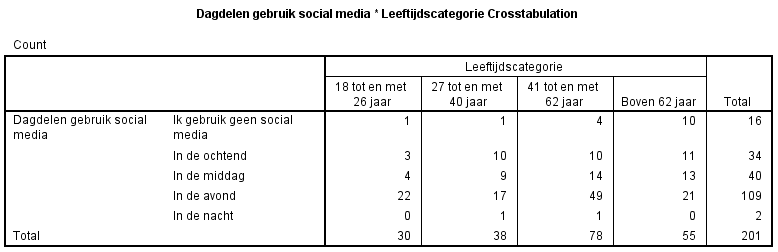 Dagdelen gebruik social media * Leeftijdscategorie Crosstabulation
Count
Leeftijdscategorie
18 tot en met 26 jaar 27 tot en met 40 jaar 41 tot en met 62 jaar Boven 62 jaar Total
Dagdelen gebruik social media Ik gebruik geen social media 1 1 4 10 16
In de ochtend 3 10 10 11 34
In de middag 4 9 14 13 40
In de avond 22 17 49 21 109
In de nacht 0 1 1 0 2
Total 30 38 78 55 201